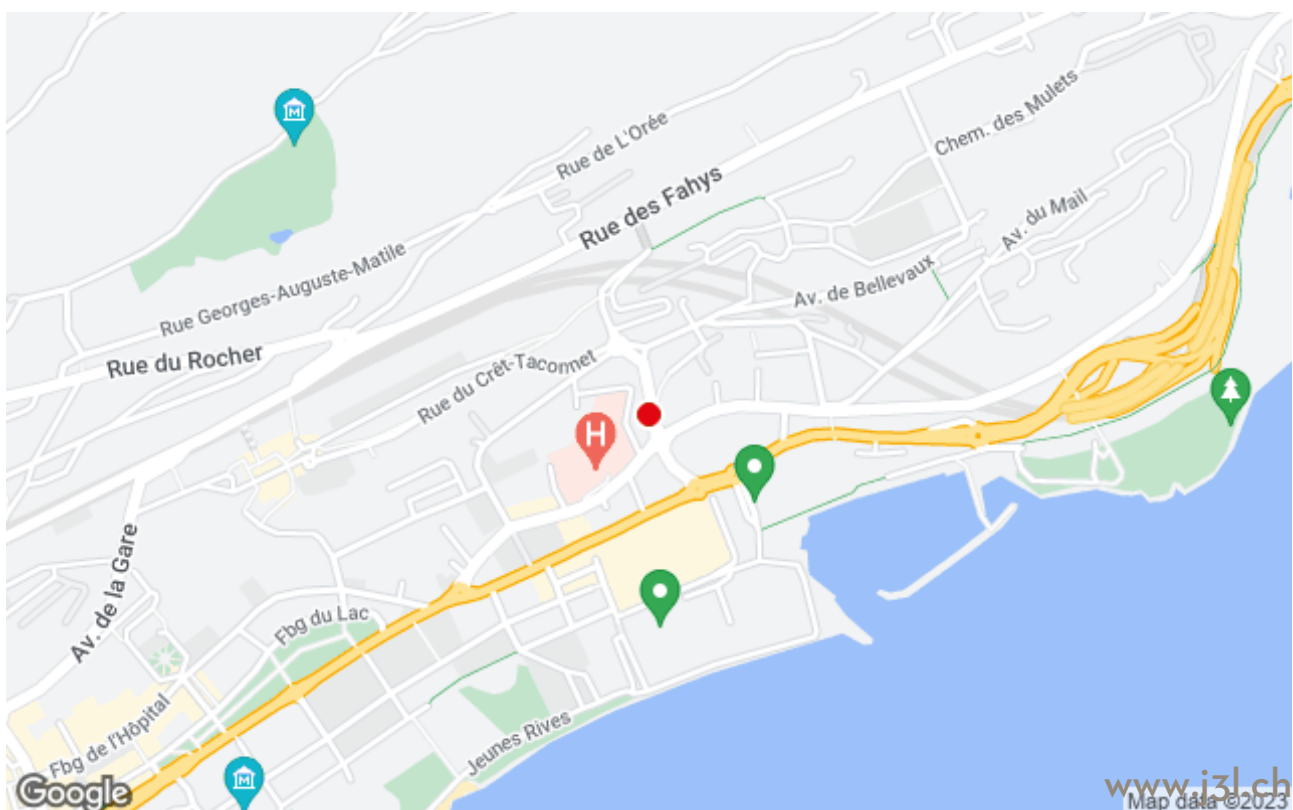 M
Chem. des Mulets
Rue de L'Orée
Rue des Fahys
Av. du Mail
Rue Georges-Auguste-Matile
Av. de Bellevaux
Rue du Rocher
Rue du Crêt-Taconnet
H
Av. de la Gare
Fbg du Lac
Fbg de l'Hôpital
Jeunes Rives
M
Google
www.j3l.ch
Map data ©2023